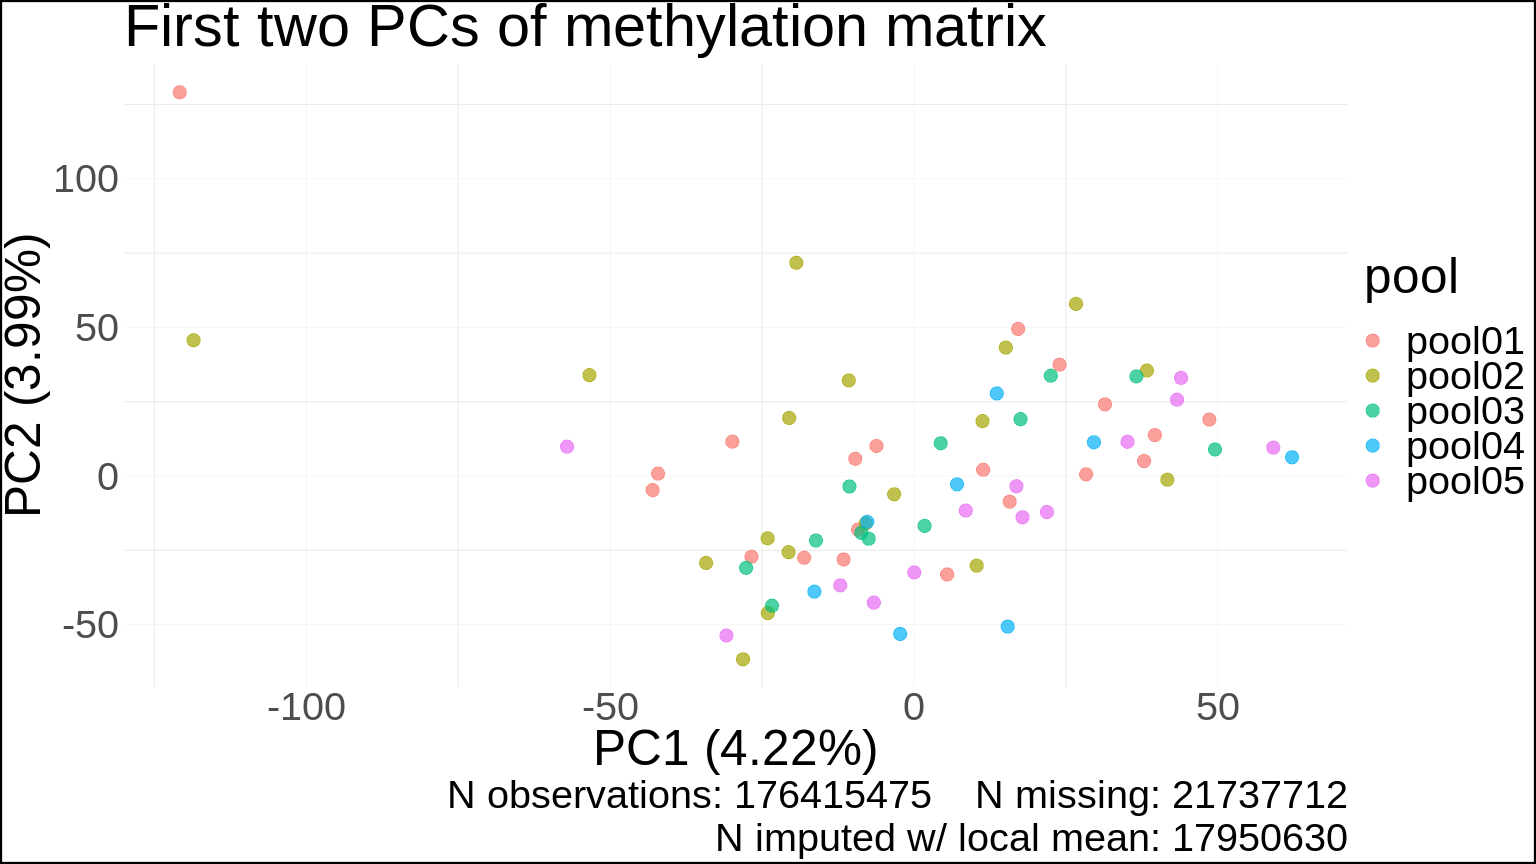 First two PCs of methylation matrix
PC2 (3.99%)
100
50
0
-50
-100
-50
0
50
PC1 (4.22%)
pool
pool01
pool02
pool03
pool04
pool05
N observations: 176415475 N missing: 21737712
N imputed w/ local mean: 17950630